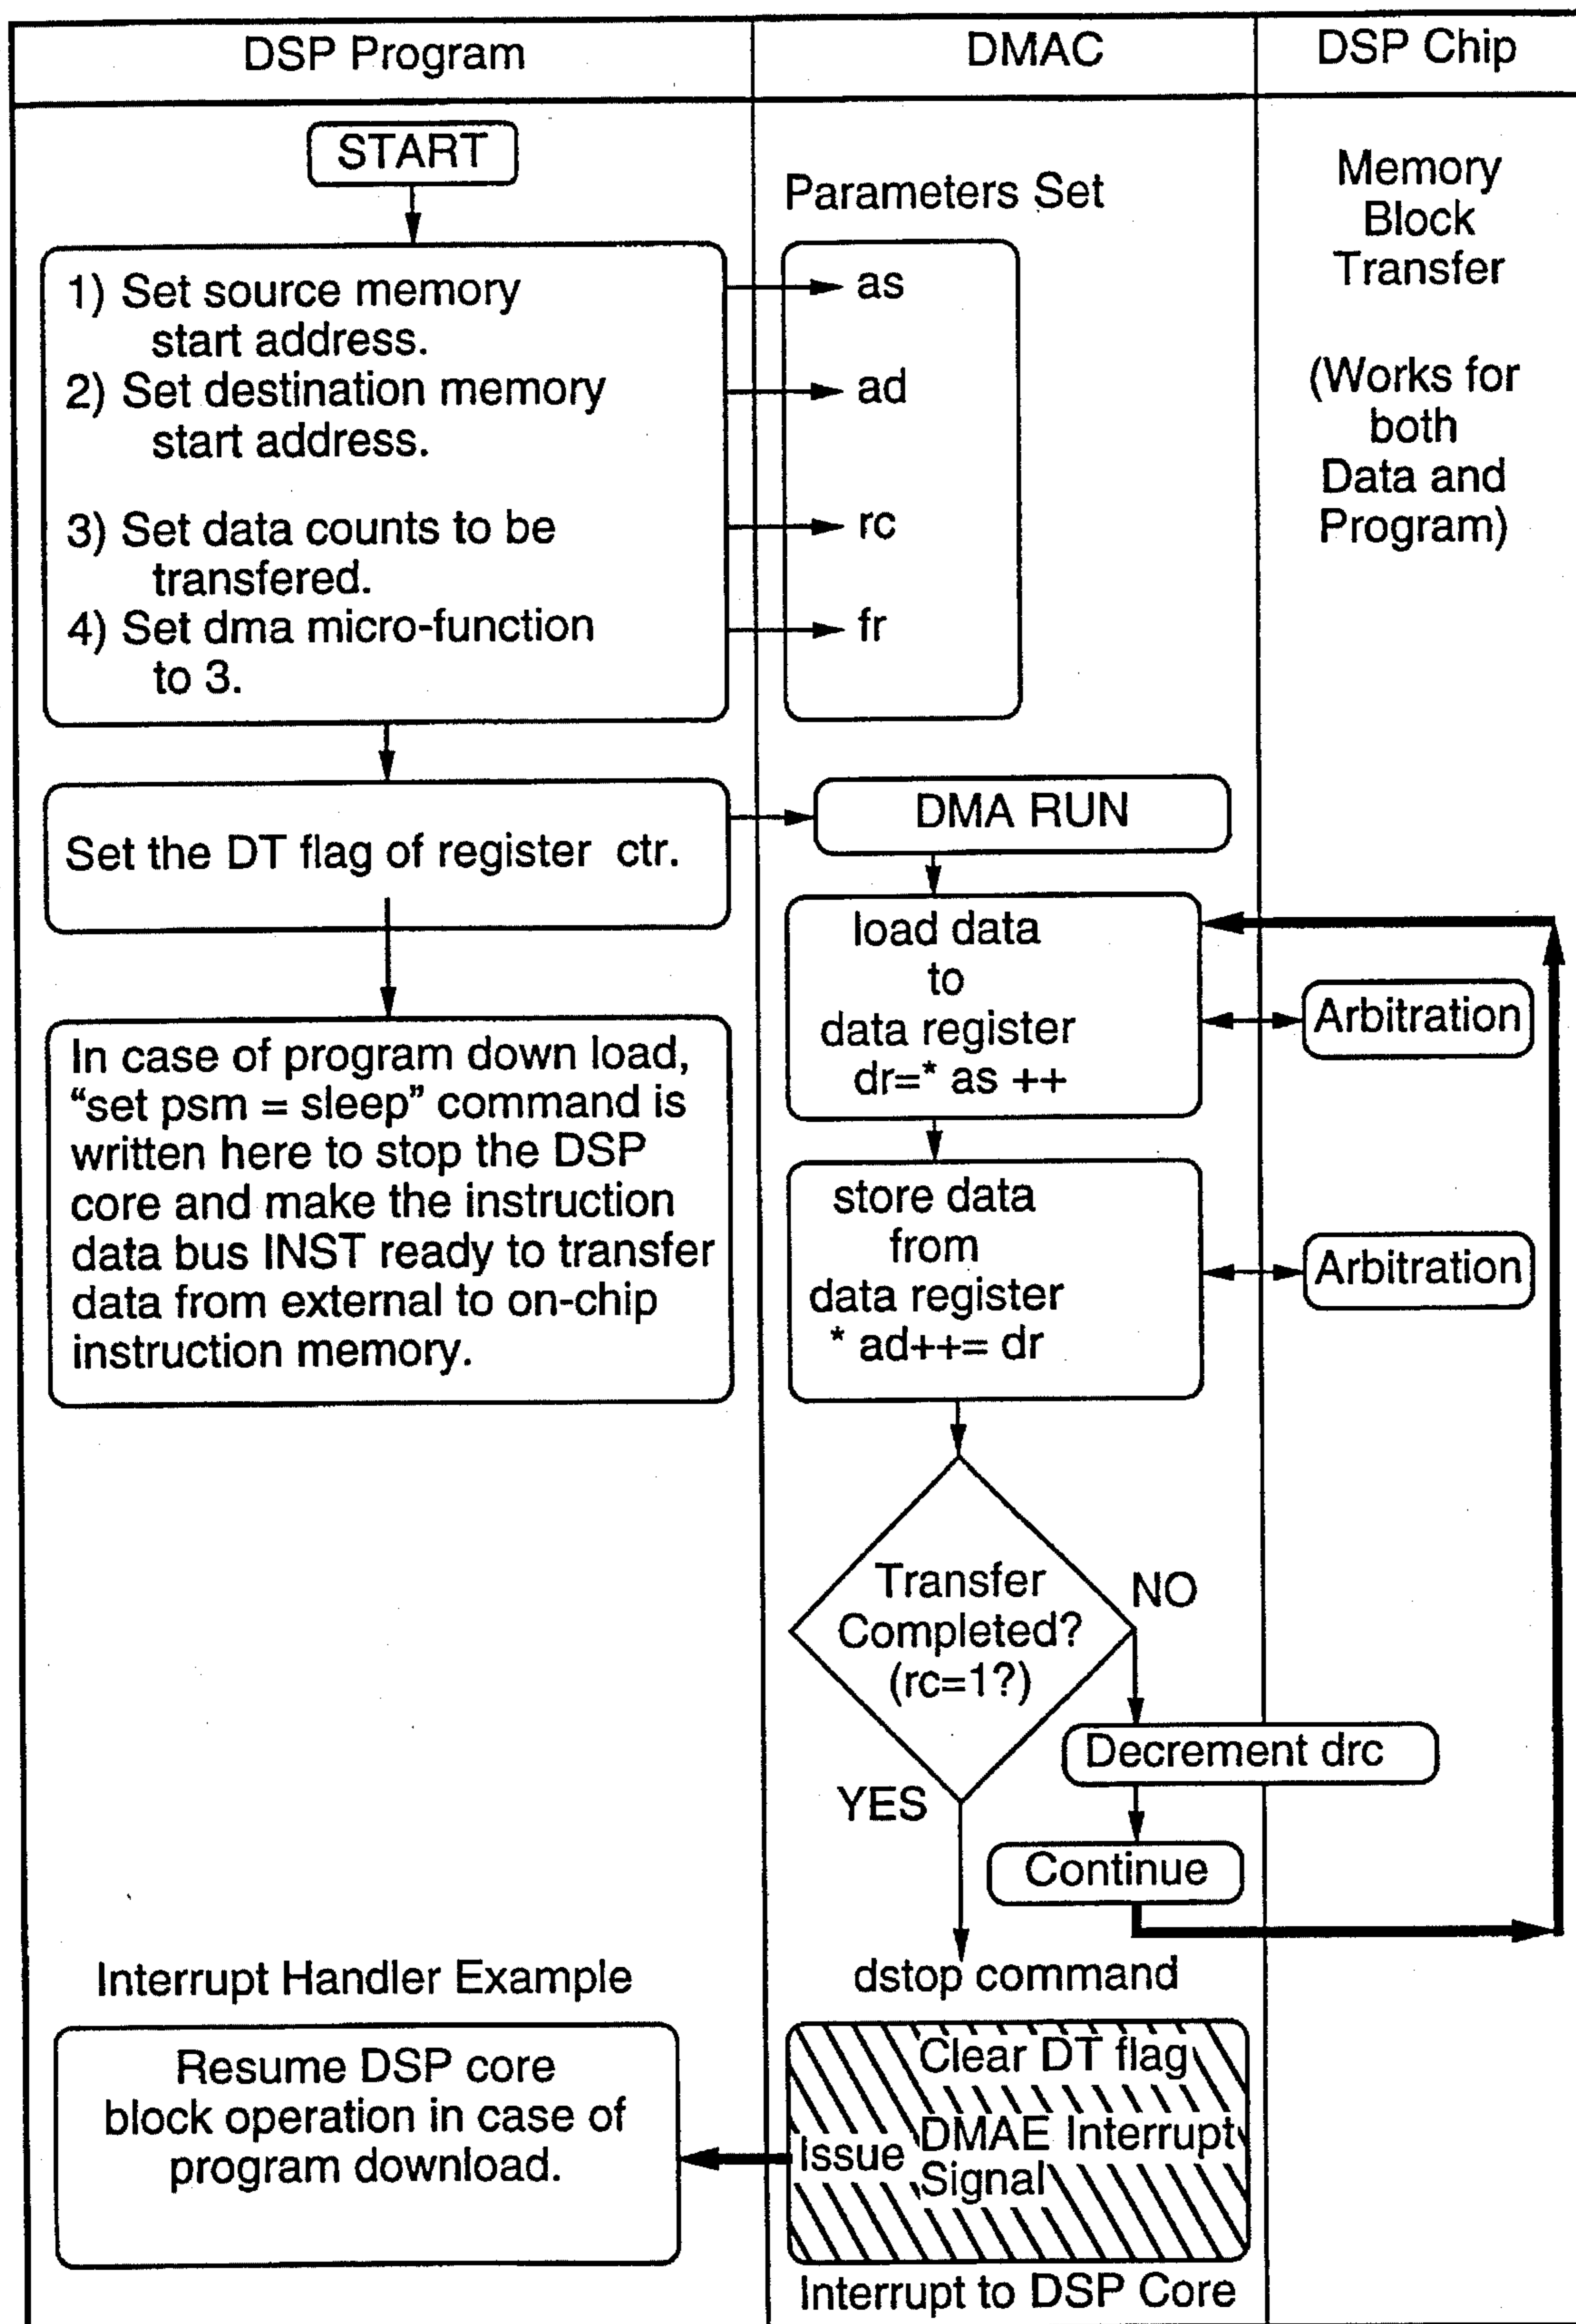 DSP Program
DMAC
DSP Chip
START
1) Set source memory
start address.
2) Set destination memory
start address.
3) Set data counts to be
transfered.
4) Set dma micro-function
to 3.
Parameters Set
as
ad
rc
fr
Memory
Block
Transfer
(Works for
both
Data and
Program)
Set the DT flag of register ctr.
DMA RUN
load data
to
data register
dr=* as ++
Arbitration
In case of program down load,
“set psm = sleep” command is
written here to stop the DSP
core and make the instruction
data bus INST ready to transfer
data from external to on-chip
instruction memory.
store data
from
data register
* ad++= dr
Arbitration
Transfer
Completed?
(rc=1?)
NO
Decrement drc
YES
Continue
dstop command
Interrupt Handler Example
Resume DSP core
block operation in case of
program download.
Clear DT flag
Issue DMAE Interrupt
Signal
Interrupt to DSP Core